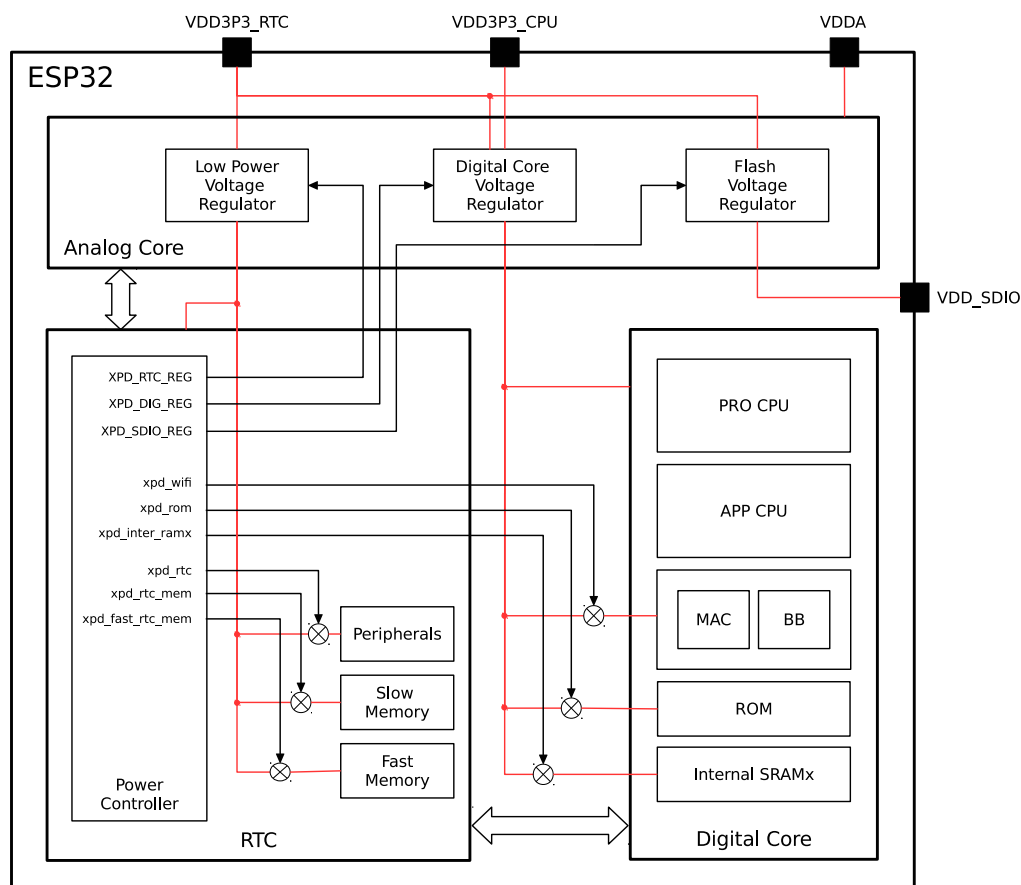 VDD3P3_RTC
VDD3P3_CPU
VDDA
ESP32
Low Power
Voltage
Regulator
Digital Core
Voltage
Regulator
Flash
Voltage
Regulator
Analog Core
VDD_SDIO
XPD_RTC_REG
XPD_DIG_REG
XPD_SDIO_REG
xpd_wifi
xpd_rom
xpd_inter_ramx
xpd_rtc
xpd_rtc_mem
xpd_fast_rtc_mem
Power
Controller
Peripherals
Slow
Memory
Fast
Memory
RTC
PRO CPU
APP CPU
MAC
BB
ROM
Internal SRAMx
Digital Core